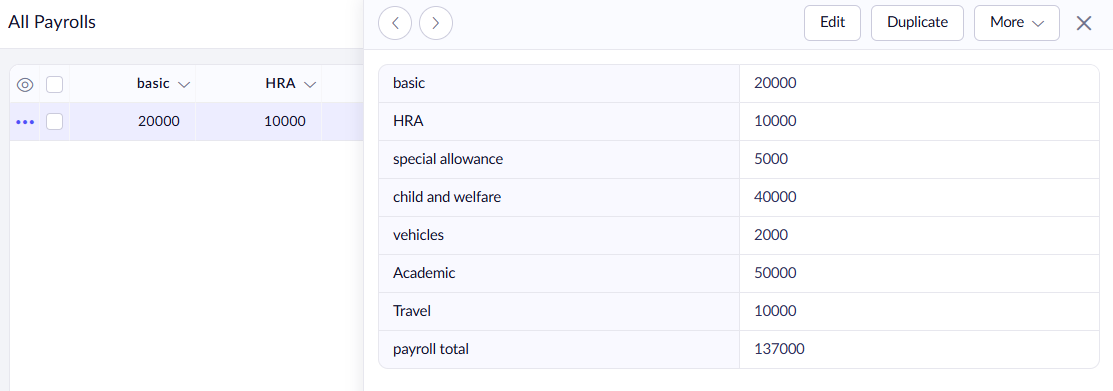 All Payrolls
Edit Duplicate More
basic HRA
20000 10000
basic 20000
HRA 10000
special allowance 5000
child and welfare 40000
vehicles 2000
Academic 50000
Travel 10000
payroll total 137000